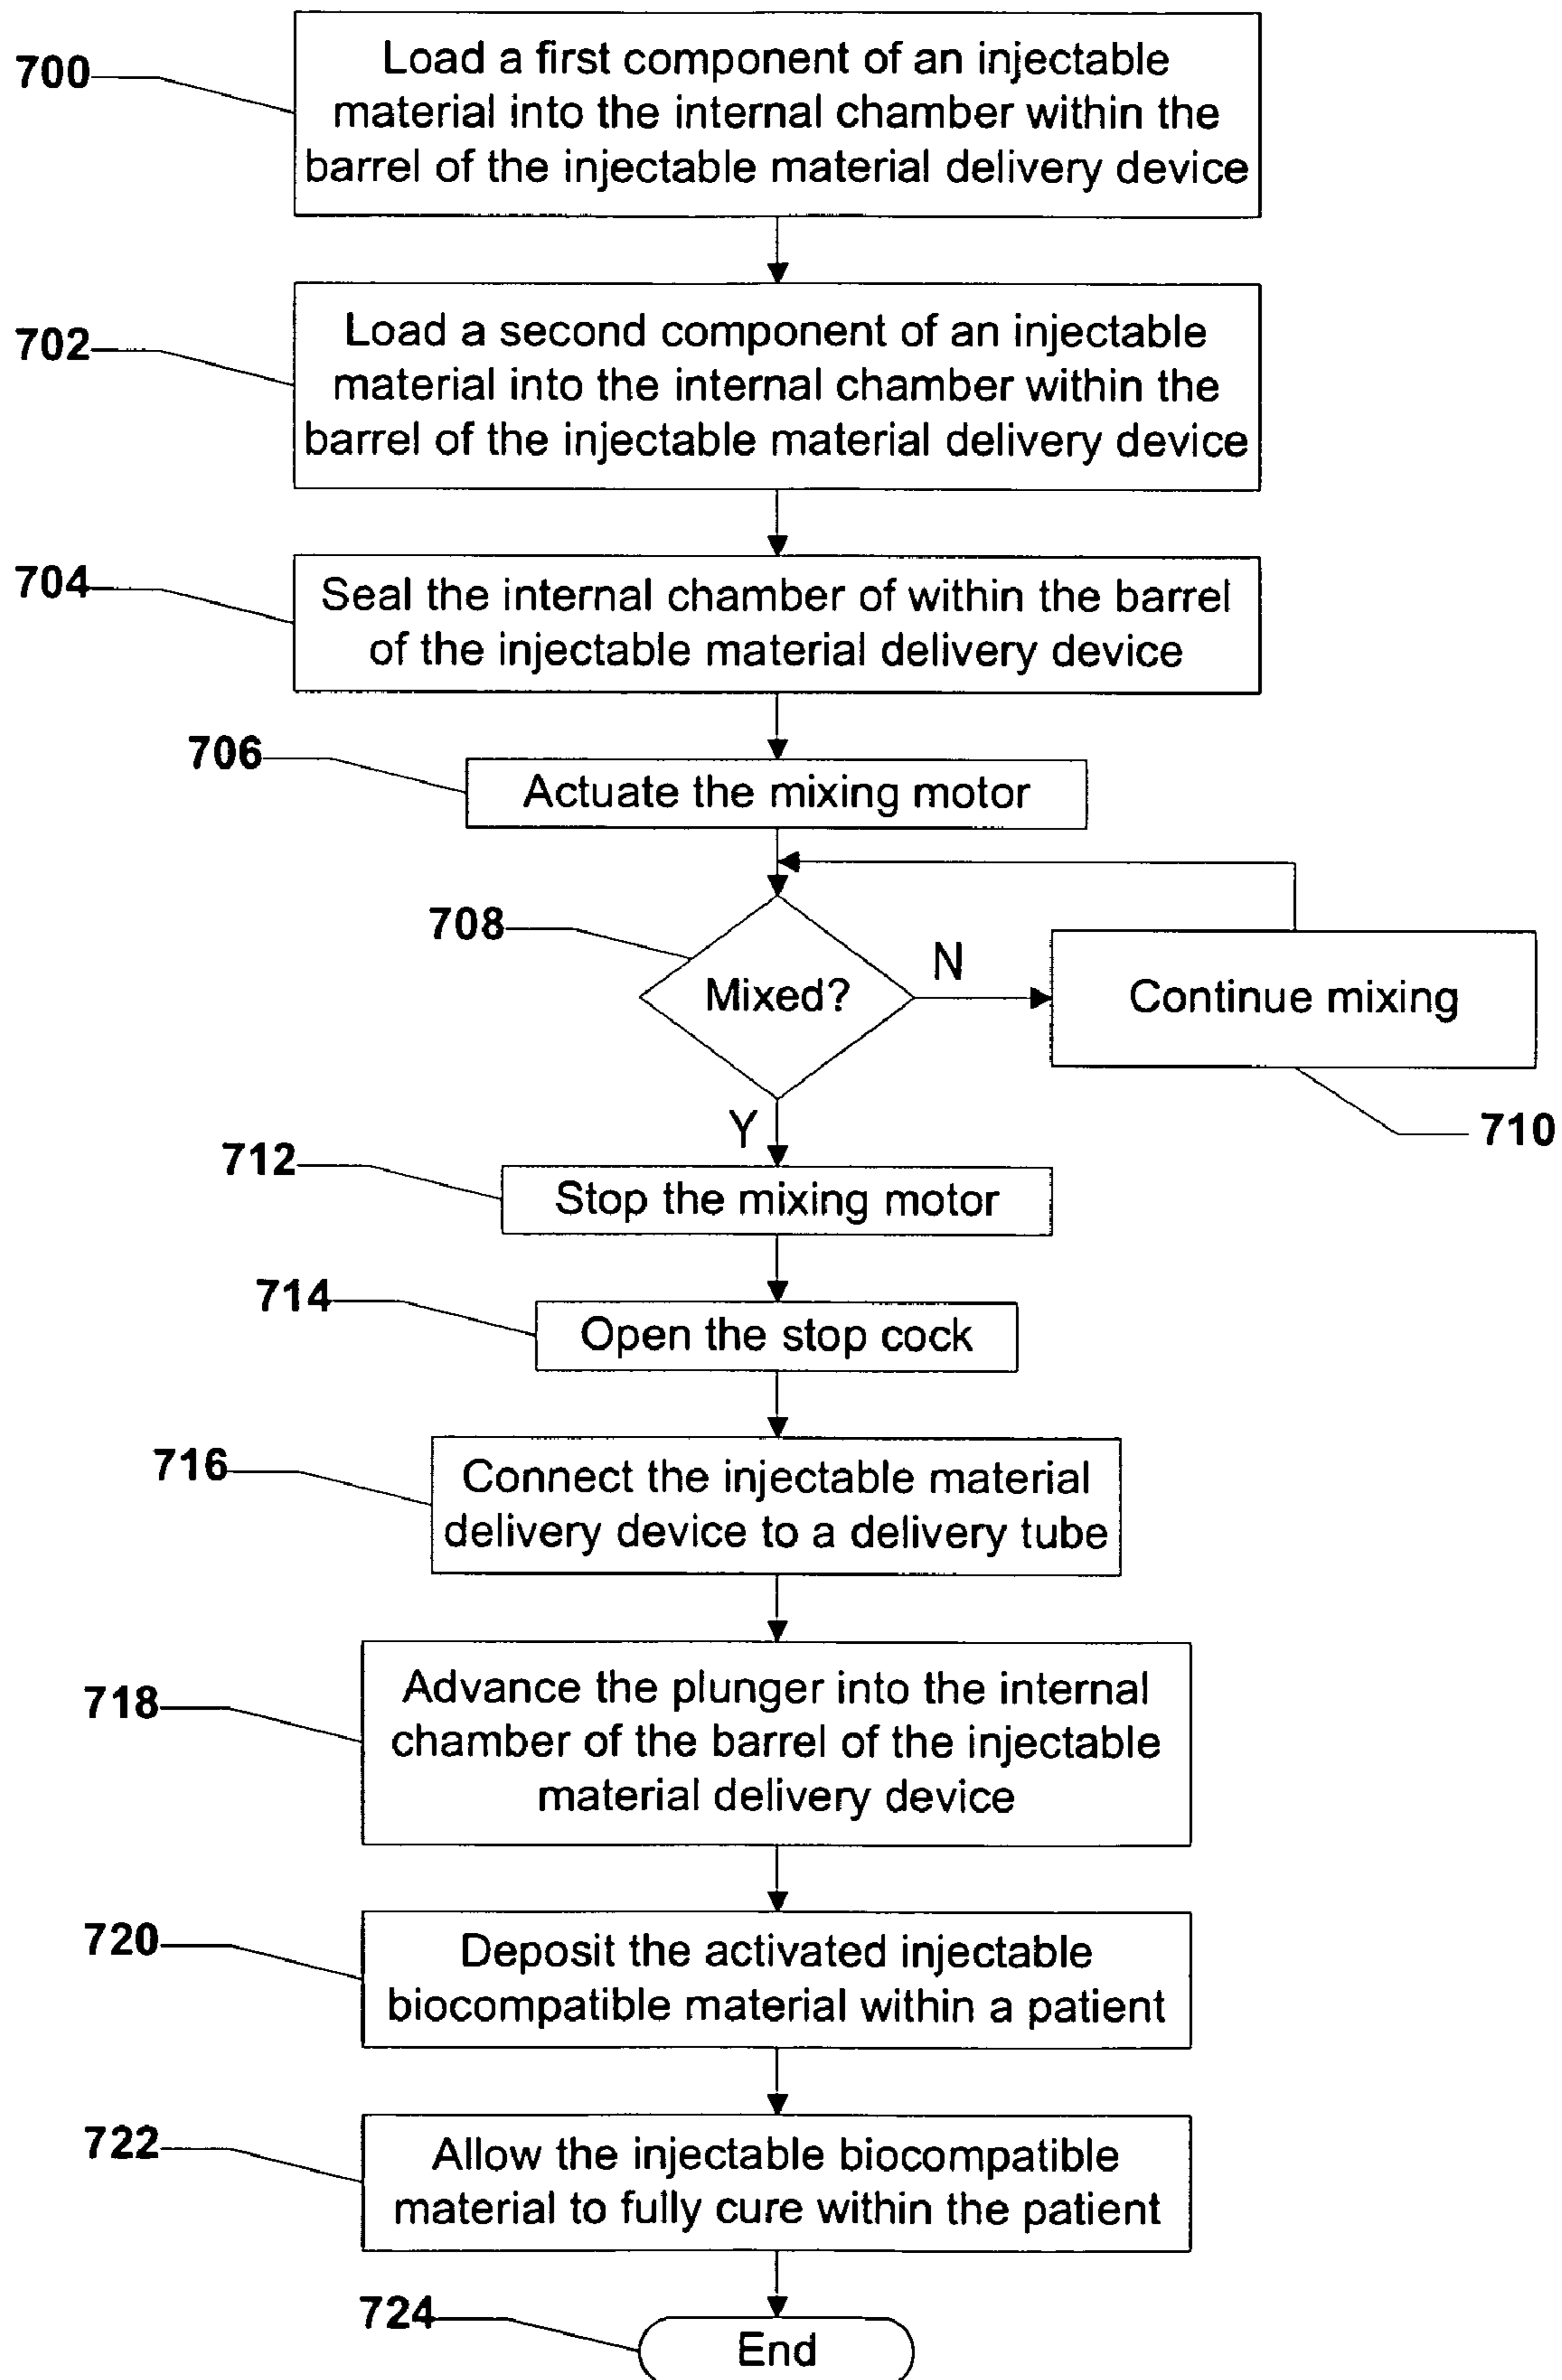 700
Load a first component of an injectable
material into the internal chamber within the
barrel of the injectable material delivery device
702
Load a second component of an injectable
material into the internal chamber within the
barrel of the injectable material delivery device
704
Seal the internal chamber of within the barrel
of the injectable material delivery device
706
Actuate the mixing motor
708
Mixed?
N
Continue mixing
710
Y
712
Stop the mixing motor
714
Open the stop cock
716
Connect the injectable material
delivery device to a delivery tube
718
Advance the plunger into the internal
chamber of the barrel of the injectable
material delivery device
720
Deposit the activated injectable
biocompatible material within a patient
722
Allow the injectable biocompatible
material to fully cure within the patient
724
End